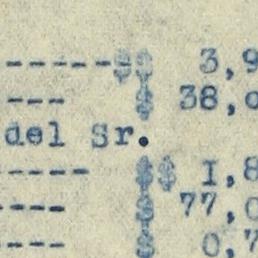 ------$$ 3,9
--- $ 38,0
del Sr.
-----$$ 1,8
--- $ 77,0
--- $ 0,7